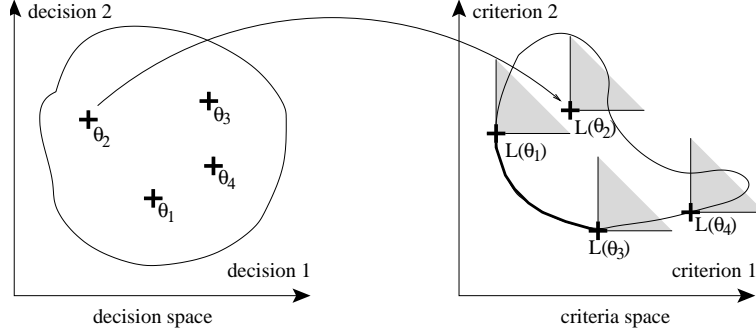 decision 2
θ2
θ3
θ4
θ1
decision 1
decision space
criterion 2
L(θ2)
L(θ1)
L(θ4)
L(θ3)
criterion 1
criteria space